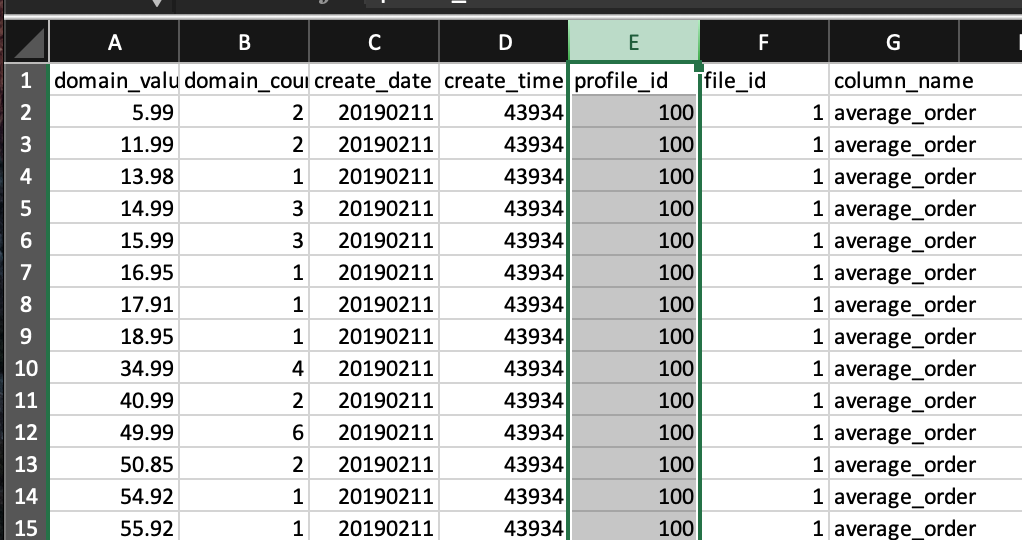 A B C D E F G
1 domain_valu domain_cour create_date create_time profile_id file_id column_name
2 5.99 2 20190211 43934 100 1 average_order
3 11.99 2 20190211 43934 100 1 average_order
4 13.98 1 20190211 43934 100 1 average_order
5 14.99 3 20190211 43934 100 1 average_order
6 15.99 3 20190211 43934 100 1 average_order
7 16.95 1 20190211 43934 100 1 average_order
8 17.91 1 20190211 43934 100 1 average_order
9 18.95 1 20190211 43934 100 1 average_order
10 34.99 4 20190211 43934 100 1 average_order
11 40.99 2 20190211 43934 100 1 average_order
12 49.99 6 20190211 43934 100 1 average_order
13 50.85 2 20190211 43934 100 1 average_order
14 54.92 1 20190211 43934 100 1 average_order
15 55.92 1 20190211 43934 100 1 average_order